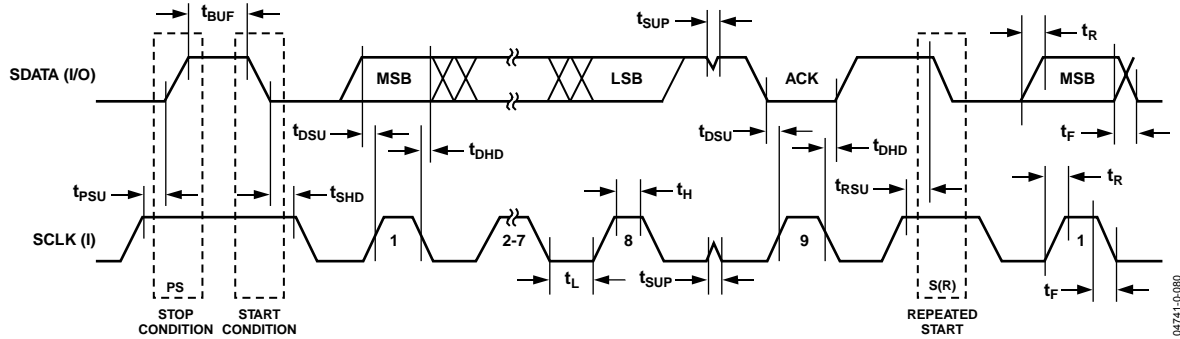 tBUF
tSUP
tR
SDATA (I/O)
MSB
LSB
ACK
MSB
tDSU
tDHD
tDSU
tDHD
tF
tPSU
tSHD
tH
tRSU
tR
SCLK (I)
1
2-7
8
9
1
PS
tL
tSUP
S(R)
tF
STOP
CONDITION
START
CONDITION
REPEATED
START
04741-0-080